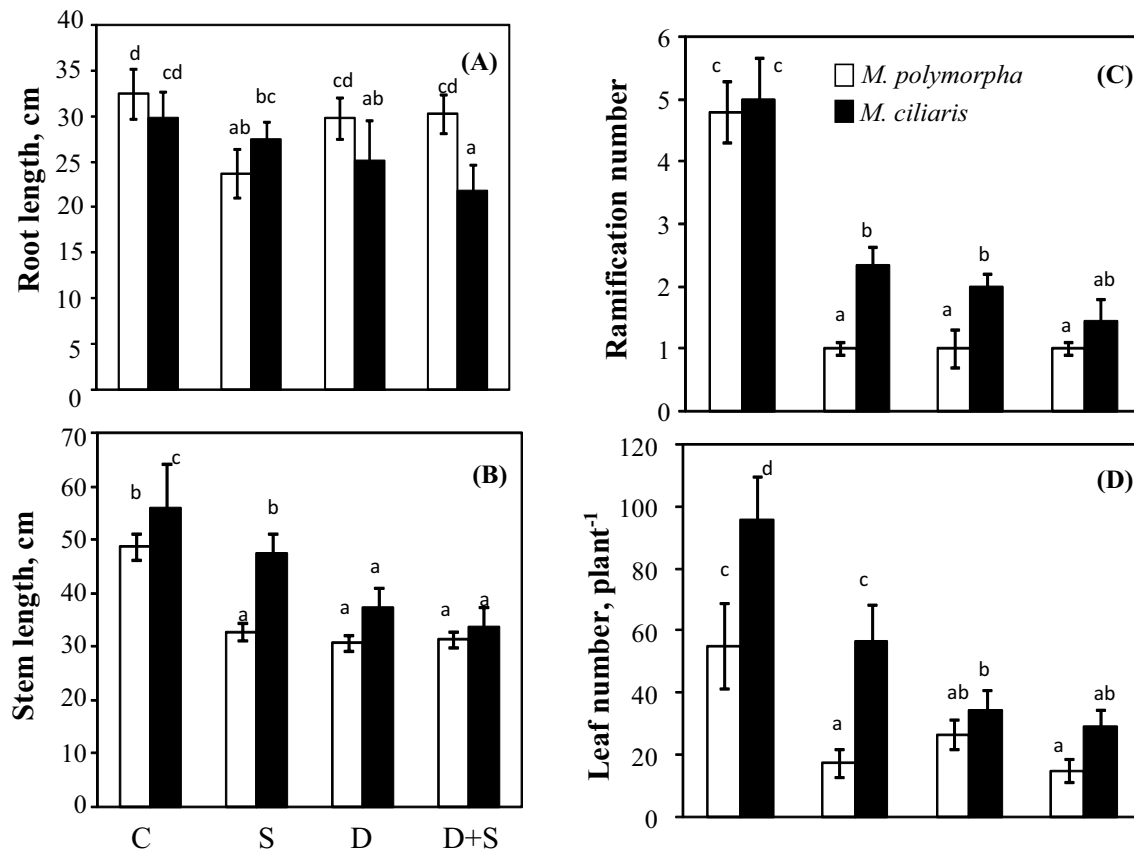 (A)
Root length, cm
40
35
30
25
20
15
10
5
0
d
cd
ab
bc
cd
ab
cd
a
(B)
Stem length, cm
70
60
50
40
30
20
10
0
b
c
a
b
a
a
a
a
C S D D+S
(C)
M. polymorpha
M. ciliaris
Ramification number
6
5
4
3
2
1
0
c
c
a
b
a
b
a
ab
(D)
Leaf number, plant-1
120
100
80
60
40
20
0
c
d
a
c
ab
b
a
ab